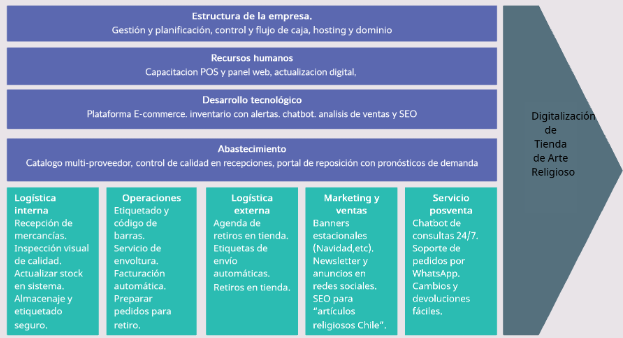 Estructura de la empresa.
Gestión y planificación, control y flujo de caja, hosting y dominio
Recursos humanos
Capacitacion POS y panel web, actualizacion digital,
Desarrollo tecnológico
Plataforma E-commerce. inventario con alertas. chatbot. analisis de ventas y SEO
Abastecimiento
Catalogo multi-proveedor, control de calidad en recepciones, portal de reposición con pronósticos de demanda
Logística
interna
Recepción de
mercancías.
Inspección visual
de calidad.
Actualizar stock
en sistema.
Almacenaje y
etiquetado
seguro.
Operaciones
Etiquetado y
código de
barras.
Servicio de
envoltura.
Facturación
automática.
Preparar
pedidos para
retiro.
Logística
externa
Agenda de
retiros en tienda.
Etiquetas de
envío
automáticas.
Retiros en tienda.
Marketing y
ventas
Banners
estacionales
(Navidad,etc).
Newsletter y
anuncios en
redes sociales.
SEO para
“artículos
religiosos Chile”.
Servicio
posventa
Chatbot de
consultas 24/7.
Soporte de
pedidos por
WhatsApp.
Cambios y
devoluciones
fáciles.
Digitalización
de
Tienda
de Arte
Religioso